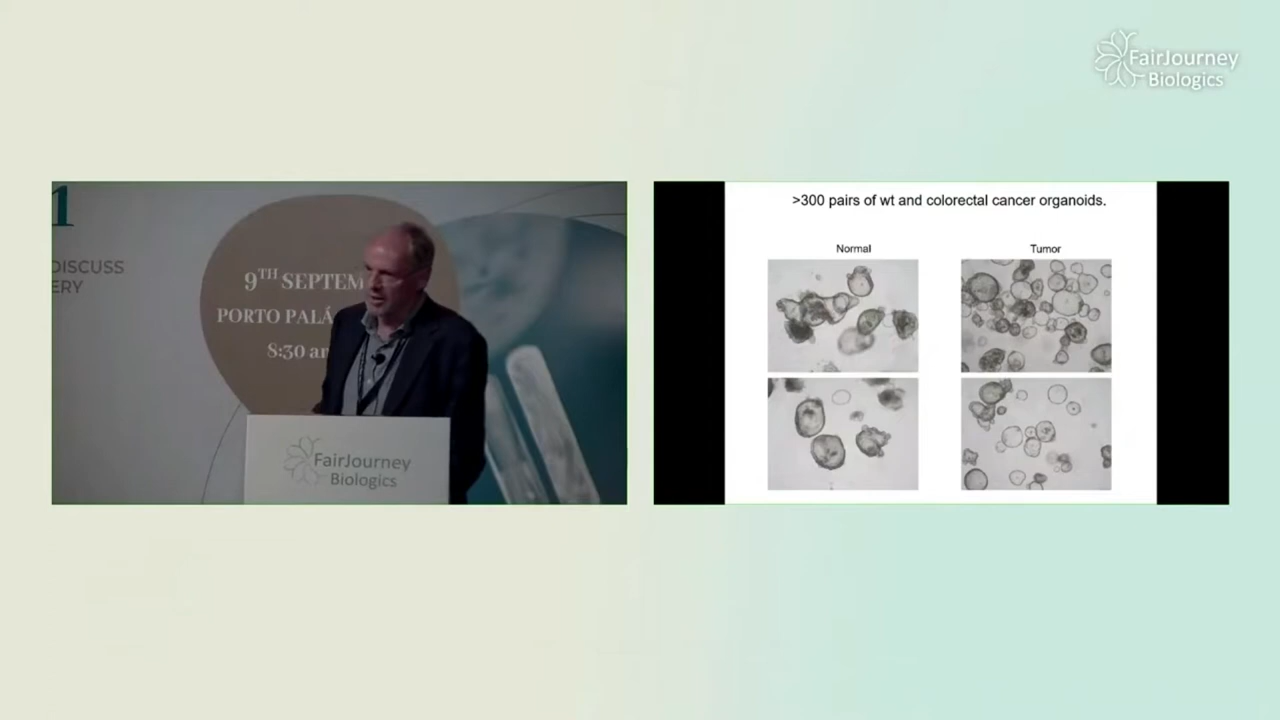 FairJourney
Biologics
1
DISCUSS
ERY
9TH SEPTEM
PORTO PALÁ
8:30 am
FairJourney
Biologics
>300 pairs of wt and colorectal cancer organoids.
Normal
Tumor